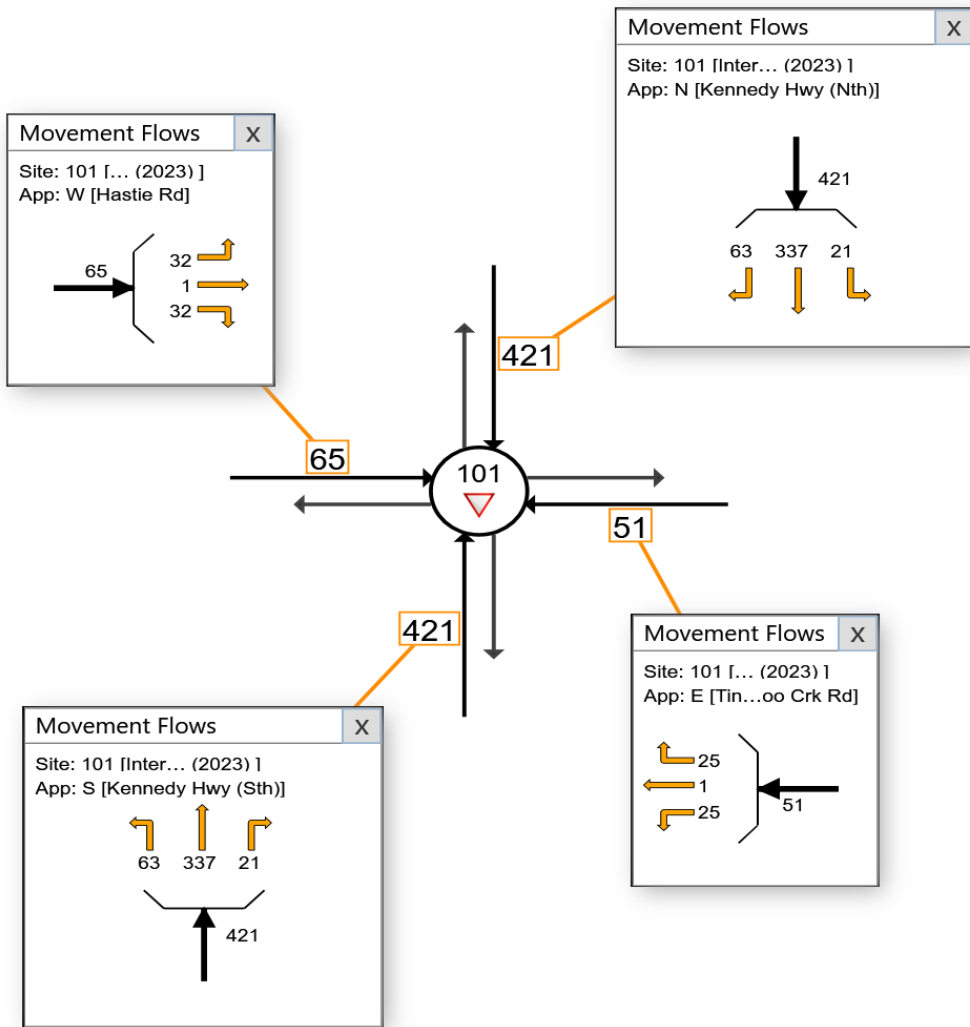 Movement Flows X
Site: 101 [Inter… (2023) ]
App: N [Kennedy Hwy (Nth)]
421
63 337 21
Movement Flows X
Site: 101 [… (2023) ]
App: W [Hastie Rd]
65
32
1
32
421
65
101
51
421
Movement Flows X
Site: 101 [… (2023) ]
App: E [Tin…oo Crk Rd]
25
1
25
51
Movement Flows X
Site: 101 [Inter… (2023) ]
App: S [Kennedy Hwy (Sth)]
63 337 21
421